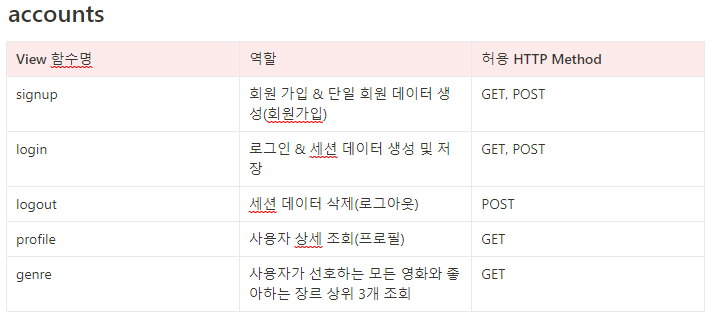 accounts
View 함수명 역할 허용 HTTP Method
signup 회원 가입 & 단일 회원 데이터 생 GET, POST
성(회원가입)
login 로그인 & 세션 데이터 생성 및 저 GET, POST
장
logout 세션 데이터 삭제(로그아웃) POST
profile 사용자 상세 조회(프로필) GET
genre 사용자가 선호하는 모든 영화와 좋 GET
아하는 장르 상위 3개 조회